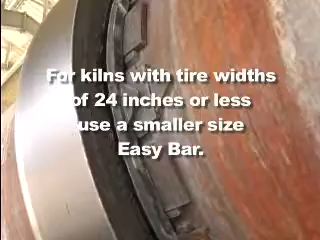 For kilns with tire widths
of 24 inches or less
use a smaller size
Easy Bar.